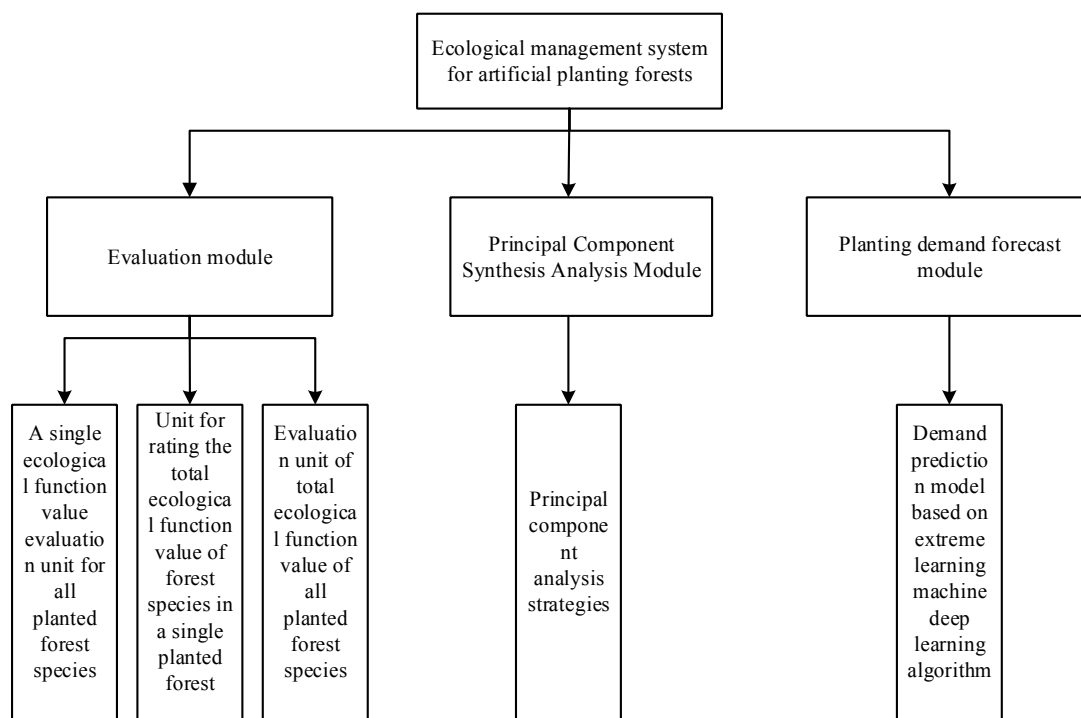 Ecological management system
for artificial planting forests
Evaluation module
Principal Component
Synthesis Analysis Module
Planting demand forecast
module
A single
ecologica
l function
value
evaluatio
n unit for
all
planted
forest
species
Unit for
rating the
total
ecologica
l function
value of
forest
species in
a single
planted
forest
Evaluatio
n unit of
total
ecologica
l function
value of
all
planted
forest
species
Principal
compone
nt
analysis
strategies
Demand
predictio
n model
based on
extreme
learning
machine
deep
learning
algorithm